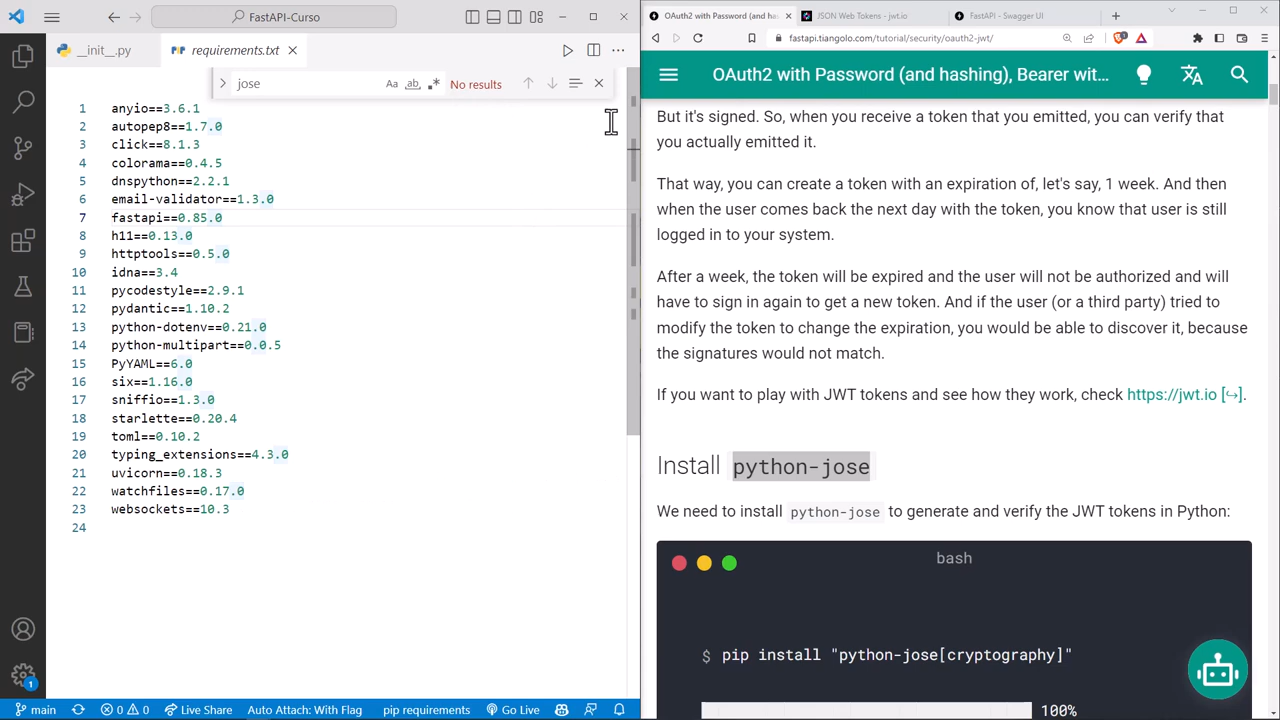 FastAPI-Curso
__init__.py
requirements.txt
jose
Aa
ab
No results
1 anyio==3.6.1
2 autopep8==1.7.0
3 click==8.1.3
4 colorama==0.4.5
5 dnspython==2.2.1
6 email-validator==1.3.0
7 fastapi==0.85.0
8 h11==0.13.0
9 httptools==0.5.0
10 idna==3.4
11 pycodestyle==2.9.1
12 pydantic==1.10.2
13 python-dotenv==0.21.0
14 python-multipart==0.0.5
15 PyYAML==6.0
16 six==1.16.0
17 sniffio==1.3.0
18 starlette==0.20.4
19 toml==0.10.2
20 typing_extensions==4.3.0
21 uvicorn==0.18.3
22 watchfiles==0.17.0
23 websockets==10.3
24
1
main 0 0 Live Share Auto Attach: With Flag pip requirements Go Live
OAuth2 with Password (and ha
JSON Web Tokens - jwt.io
FastAPI - Swagger UI
fastapi.tiangolo.com/tutorial/security/oauth2-jwt/
OAuth2 with Password (and hashing), Bearer wit...
But it's signed. So, when you receive a token that you emitted, you can verify that
you actually emitted it.
That way, you can create a token with an expiration of, let's say, 1 week. And then
when the user comes back the next day with the token, you know that user is still
logged in to your system.
After a week, the token will be expired and the user will not be authorized and will
have to sign in again to get a new token. And if the user (or a third party) tried to
modify the token to change the expiration, you would be able to discover it, because
the signatures would not match.
If you want to play with JWT tokens and see how they work, check https://jwt.io [↪].
Install python-jose
We need to install python-jose to generate and verify the JWT tokens in Python:
bash
$ pip install "python-jose[cryptography]"
100%